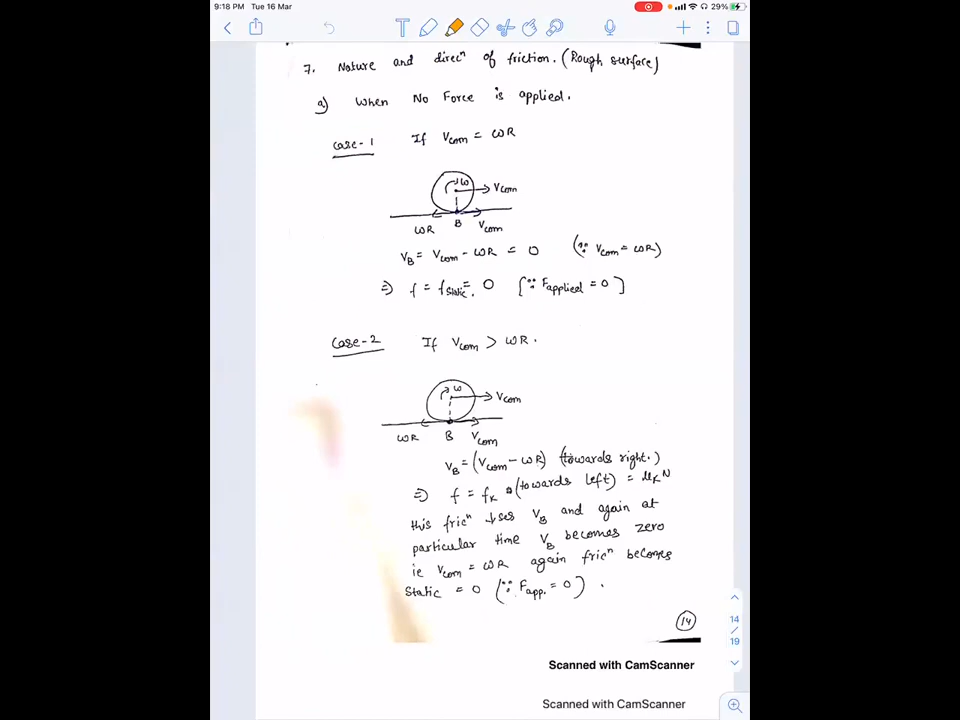 9:18 PM Tue 16 Mar
29%
7. Nature and direcⁿ of friction. (Rough surface)
a) When No Force is applied.
Case-1 If Vcom = ωR
ω
Vcom
ωR B Vcom
VB = Vcom - ωR = 0 (∵ Vcom = ωR)
⇒ f = fstatic = 0 [∵ Fapplied = 0]
Case-2 If Vcom > ωR.
ω
Vcom
ωR B Vcom
VB = (Vcom - ωR) (towards right.)
⇒ f = fK (towards left) = μKN
this fricⁿ ↓ses VB and again at
particular time VB becomes zero
ie Vcom = ωR again fricⁿ becomes
Static = 0 (∵ Fapp. = 0).
14
14
/
19
Scanned with CamScanner
Scanned with CamScanner